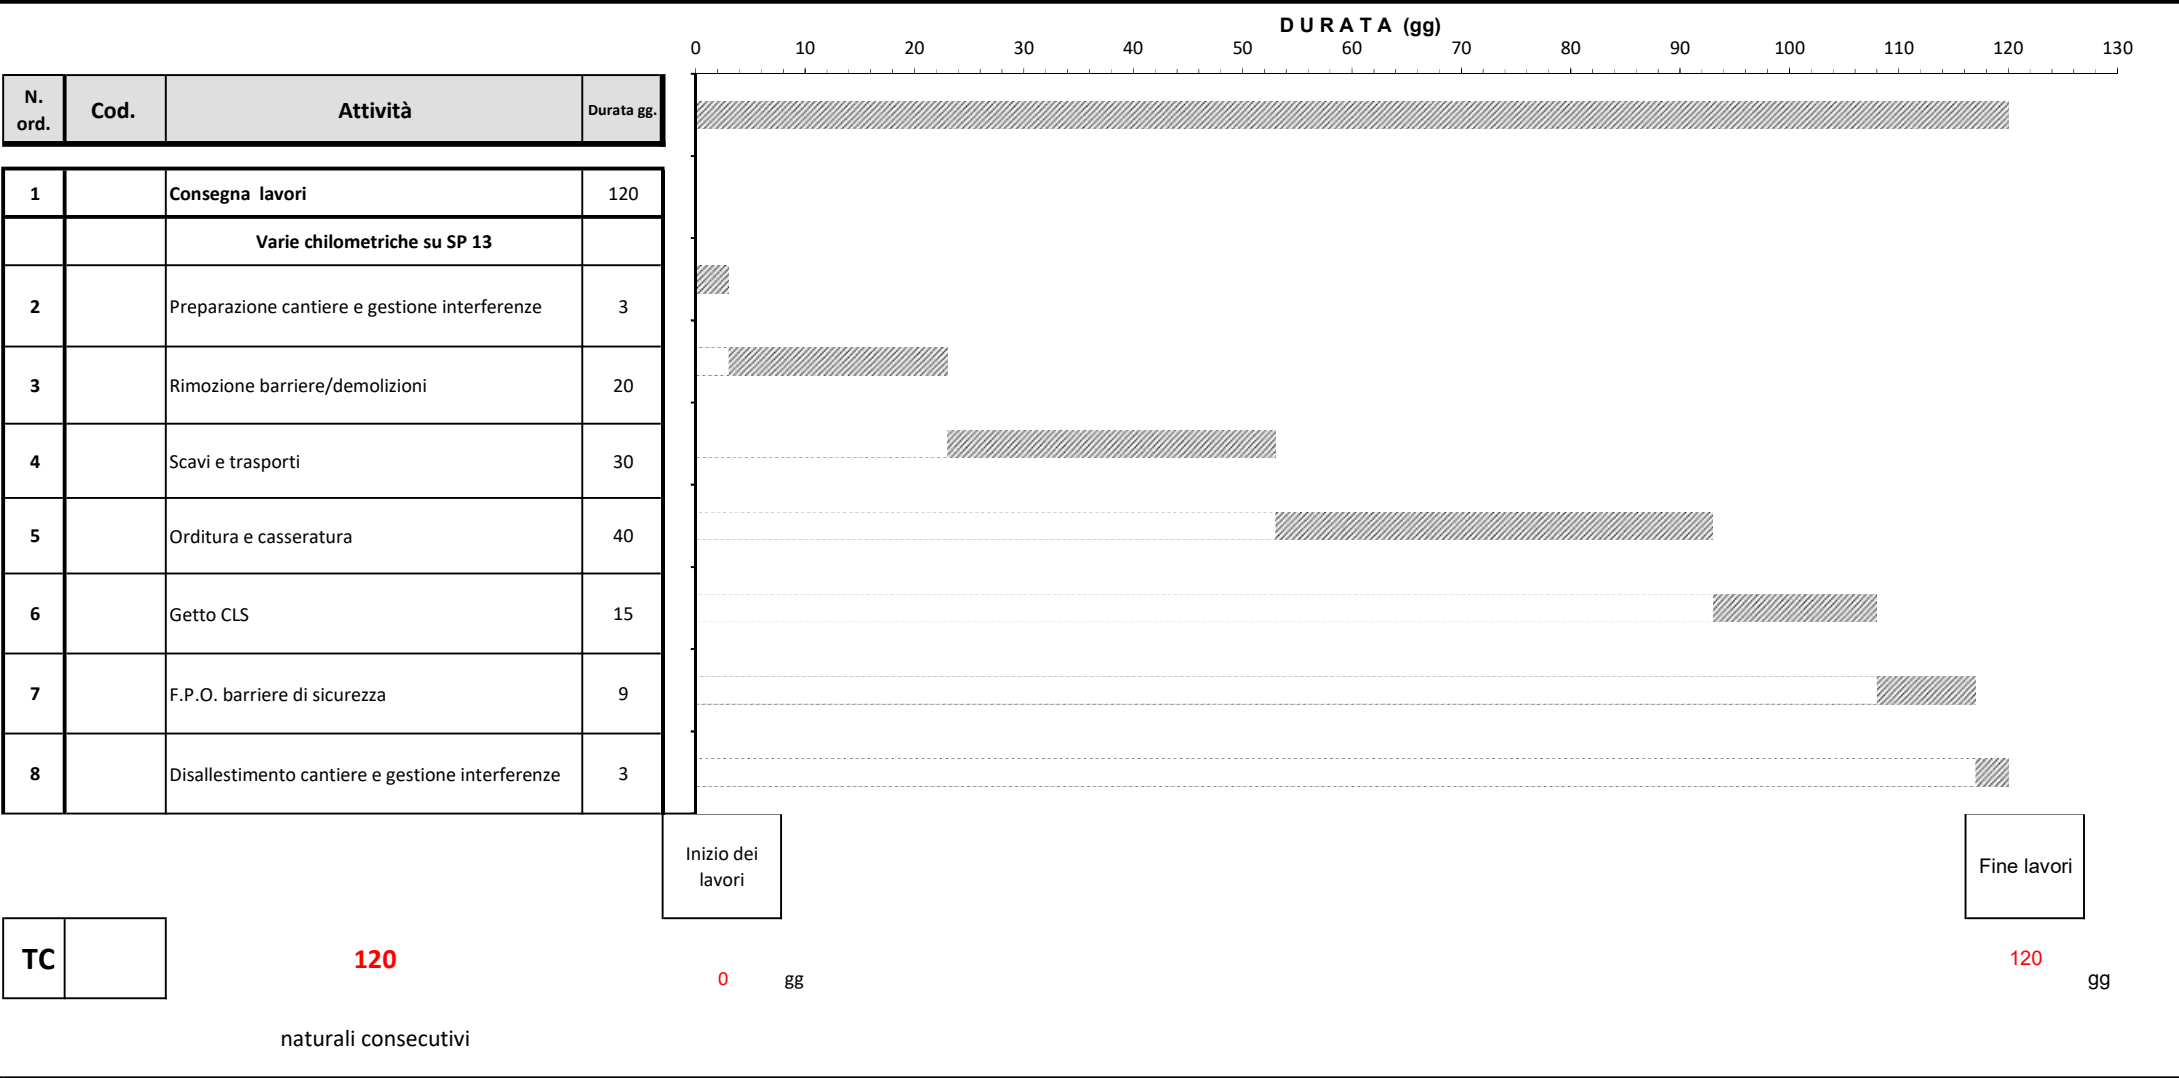 D U R A T A (gg)
0 10 20 30 40 50 60 70 80 90 100 110 120 130
N. ord. Cod. Attività Durata gg.
1 Consegna lavori 120
Varie chilometriche su SP 13
2 Preparazione cantiere e gestione interferenze 3
3 Rimozione barriere/demolizioni 20
4 Scavi e trasporti 30
5 Orditura e casseratura 40
6 Getto CLS 15
7 F.P.O. barriere di sicurezza 9
8 Disallestimento cantiere e gestione interferenze 3
Inizio dei
lavori
Fine lavori
TC 120
0 gg
120
gg
naturali consecutivi